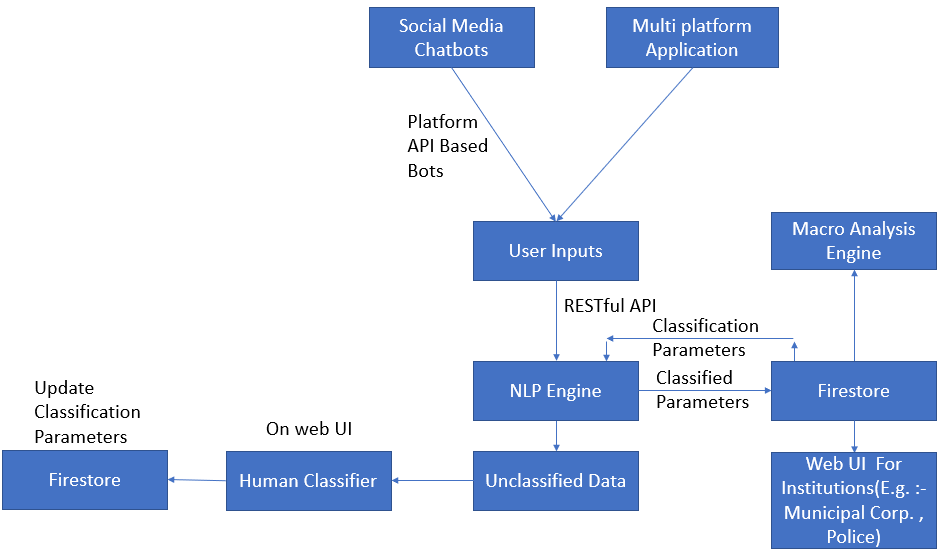 Social Media
Chatbots
Multi platform
Application
Platform
API Based
Bots
User Inputs
Macro Analysis
Engine
RESTful API
Classification
Parameters
NLP Engine
Classified
Parameters
Firestore
Update
Classification
Parameters
On web UI
Firestore
Human Classifier
Unclassified Data
Web UI  For
Institutions(E.g. :-
Municipal Corp. ,
Police)